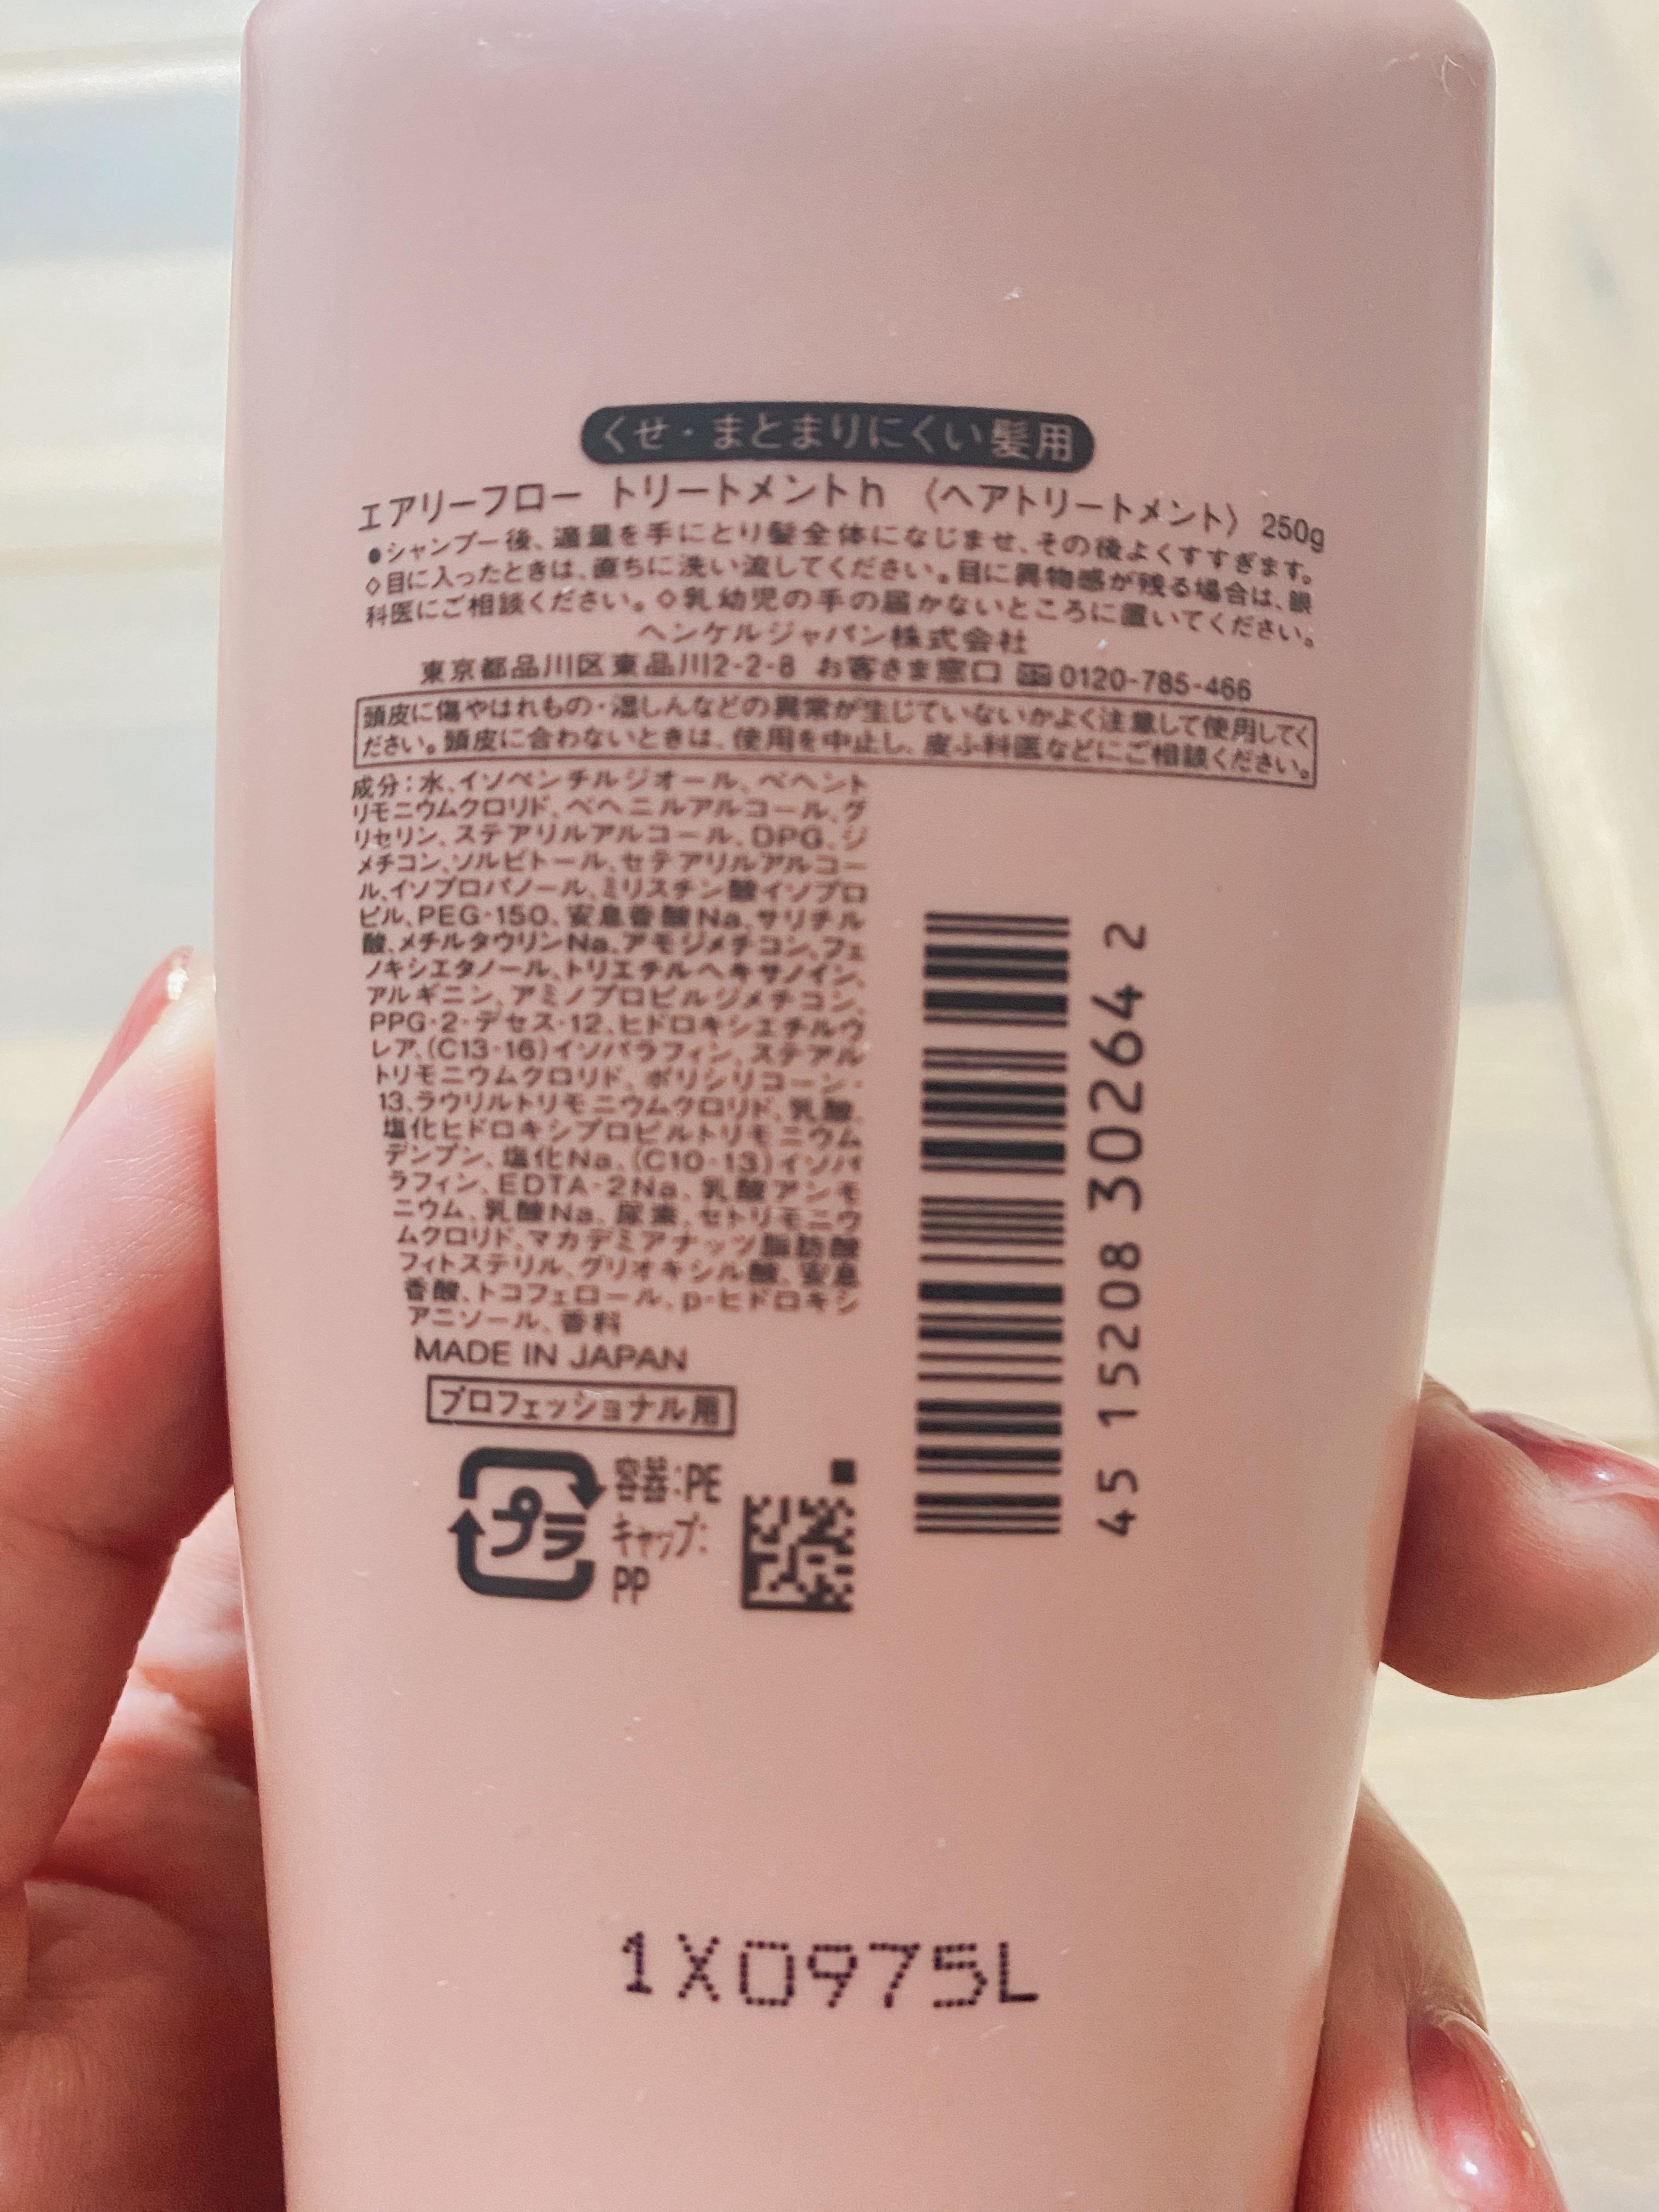 くせ・まとまりにくい髪用
エアリーフロー トリートメントh 〈ヘアトリートメント〉 250g
●シャンプー後、適量を手にとり髪全体になじませ、その後よくすすぎます。
◇目に入ったときは、直ちに洗い流してください。目に異物感が残る場合は、眼
科医にご相談ください。◇乳幼児の手の届かないところに置いてください。
ヘンケルジャパン株式会社
東京都品川区東品川2-2-8 お客さま窓口 0120-785-466
頭皮に傷やはれもの・湿しんなどの異常が生じていないかよく注意して使用してく
ださい。頭皮に合わないときは、使用を中止し、皮ふ科医などにご相談ください。
成分：水、イソペンチルジオール、ベヘント
リモニウムクロリド、ベヘニルアルコール、グ
リセリン、ステアリルアルコール、DPG、ジ
メチコン、ソルビトール、セテアリルアルコー
ル、イソプロパノール、ミリスチン酸イソプロ
ピル、PEG-150、安息香酸Na、サリチル
酸、メチルタウリンNa、アモジメチコン、フェ
ノキシエタノール、トリエチルヘキサノイン、
アルギニン、アミノプロピルジメチコン、
PPG-2-デセス-12、ヒドロキシエチルウ
レア、(C13-16)イソパラフィン、ステアル
トリモニウムクロリド、ポリシリコーン-
13、ラウリルトリモニウムクロリド、乳酸、
塩化ヒドロキシプロピルトリモニウム
デンプン、塩化Na、(C10-13)イソパ
ラフィン、EDTA-2Na、乳酸アンモ
ニウム、乳酸Na、尿素、セトリモニウ
ムクロリド、マカデミアナッツ脂肪酸
フィトステリル、グリオキシル酸、安息
香酸、トコフェロール、p-ヒドロキシ
アニソール、香料
MADE IN JAPAN
プロフェッショナル用
プラ
容器：PE
キャップ：
PP
45 15208 30264 2
1X0975L